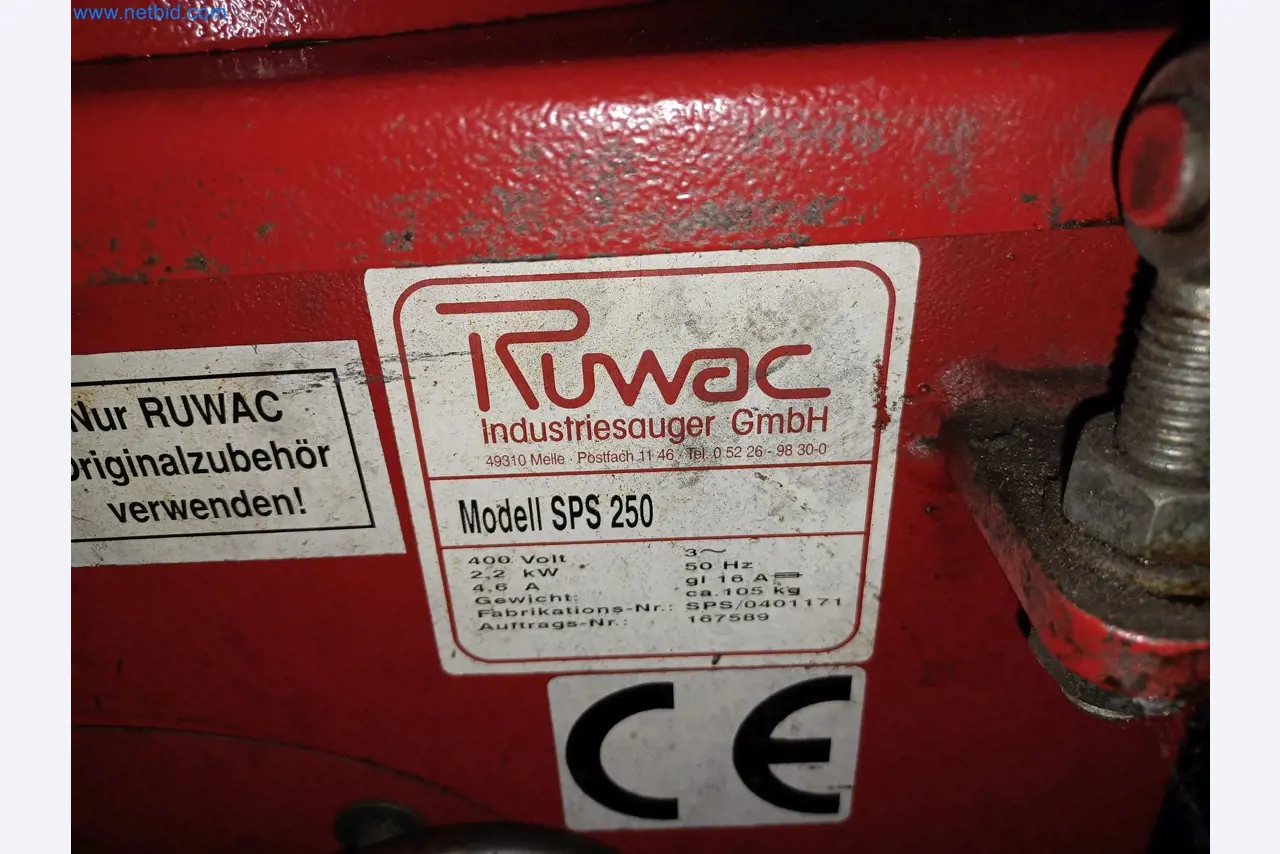 www.netbid.com
Nur RUWAC
Originalzubehör
verwenden!
Ruwac
Industriesauger GmbH
49310 Melle · Postfach 11 46 · Tel. 0 52 26 - 98 30-0
Modell SPS 250
400 Volt 3~
2,2 kW 50 Hz
4,6 A gl 16 A
Gewicht: ca.105 kg
Fabrikations-Nr.: SPS/0401171
Auftrags-Nr.: 167589
CE